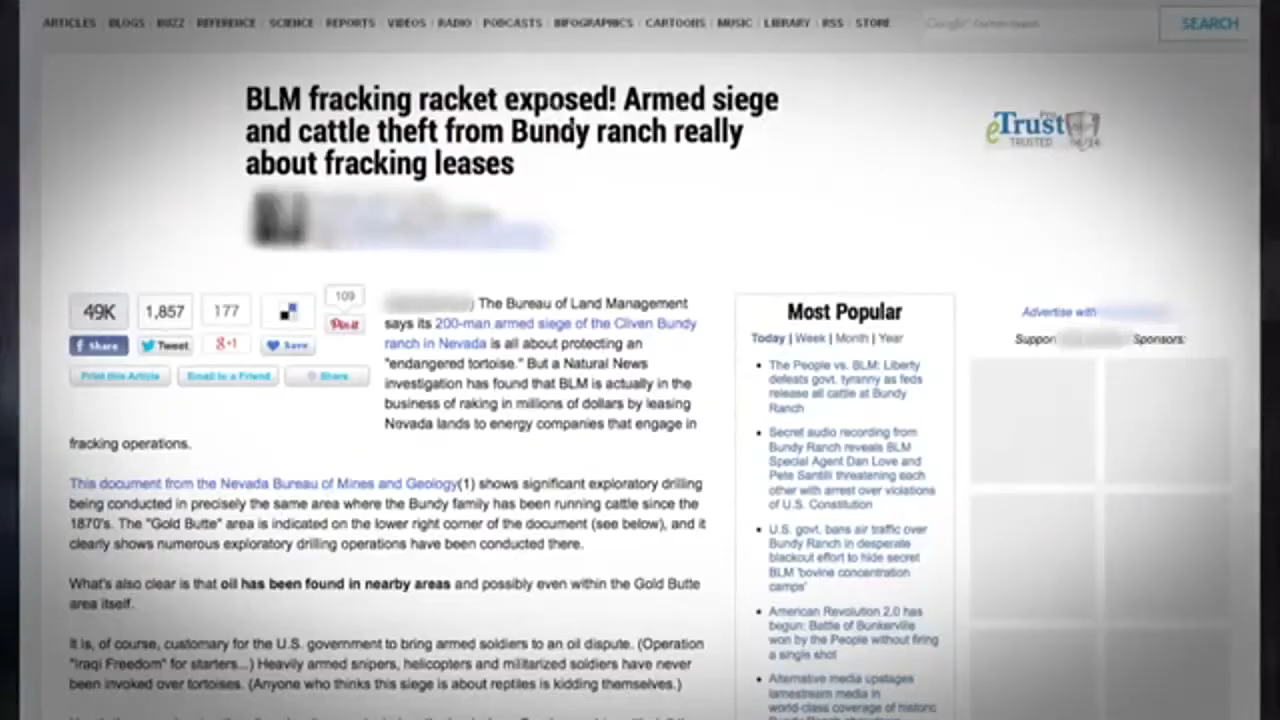 ARTICLES BLOGS BUZZ REFERENCE SCIENCE REPORTS VIDEOS RADIO PODCASTS INFOGRAPHICS CARTOONS MUSIC LIBRARY RSS STORE
Google
SEARCH
BLM fracking racket exposed! Armed siege
and cattle theft from Bundy ranch really
about fracking leases
eTrust
TRUSTED
49K
1,857
177
109
Share
Tweet
g+1
Save
Pin it
Print this Article
Email to a Friend
Share
) The Bureau of Land Management
says its 200-man armed siege of the Cliven Bundy
ranch in Nevada is all about protecting an
"endangered tortoise." But a Natural News
investigation has found that BLM is actually in the
business of raking in millions of dollars by leasing
Nevada lands to energy companies that engage in
fracking operations.
This document from the Nevada Bureau of Mines and Geology(1) shows significant exploratory drilling
being conducted in precisely the same area where the Bundy family has been running cattle since the
1870's. The "Gold Butte" area is indicated on the lower right corner of the document (see below), and it
clearly shows numerous exploratory drilling operations have been conducted there.
What's also clear is that oil has been found in nearby areas and possibly even within the Gold Butte
area itself.
It is, of course, customary for the U.S. government to bring armed soldiers to an oil dispute. (Operation
"Iraqi Freedom" for starters...) Heavily armed snipers, helicopters and militarized soldiers have never
been invoked over tortoises. (Anyone who thinks this siege is about reptiles is kidding themselves.)
Most Popular
Today | Week | Month | Year
The People vs. BLM: Liberty
defeats govt. tyranny as feds
release all cattle at Bundy
Ranch
Secret audio recording from
Bundy Ranch reveals BLM
Special Agent Dan Love and
Pete Santilli threatening each
other with arrest over violations
of U.S. Constitution
U.S. govt. bans air traffic over
Bundy Ranch in desperate
blackout effort to hide secret
BLM 'bovine concentration
camps'
American Revolution 2.0 has
begun: Battle of Bunkerville
won by the People without firing
a single shot
Alternative media upstages
lamestream media in
world-class coverage of historic
Advertise with
Support
Sponsors: